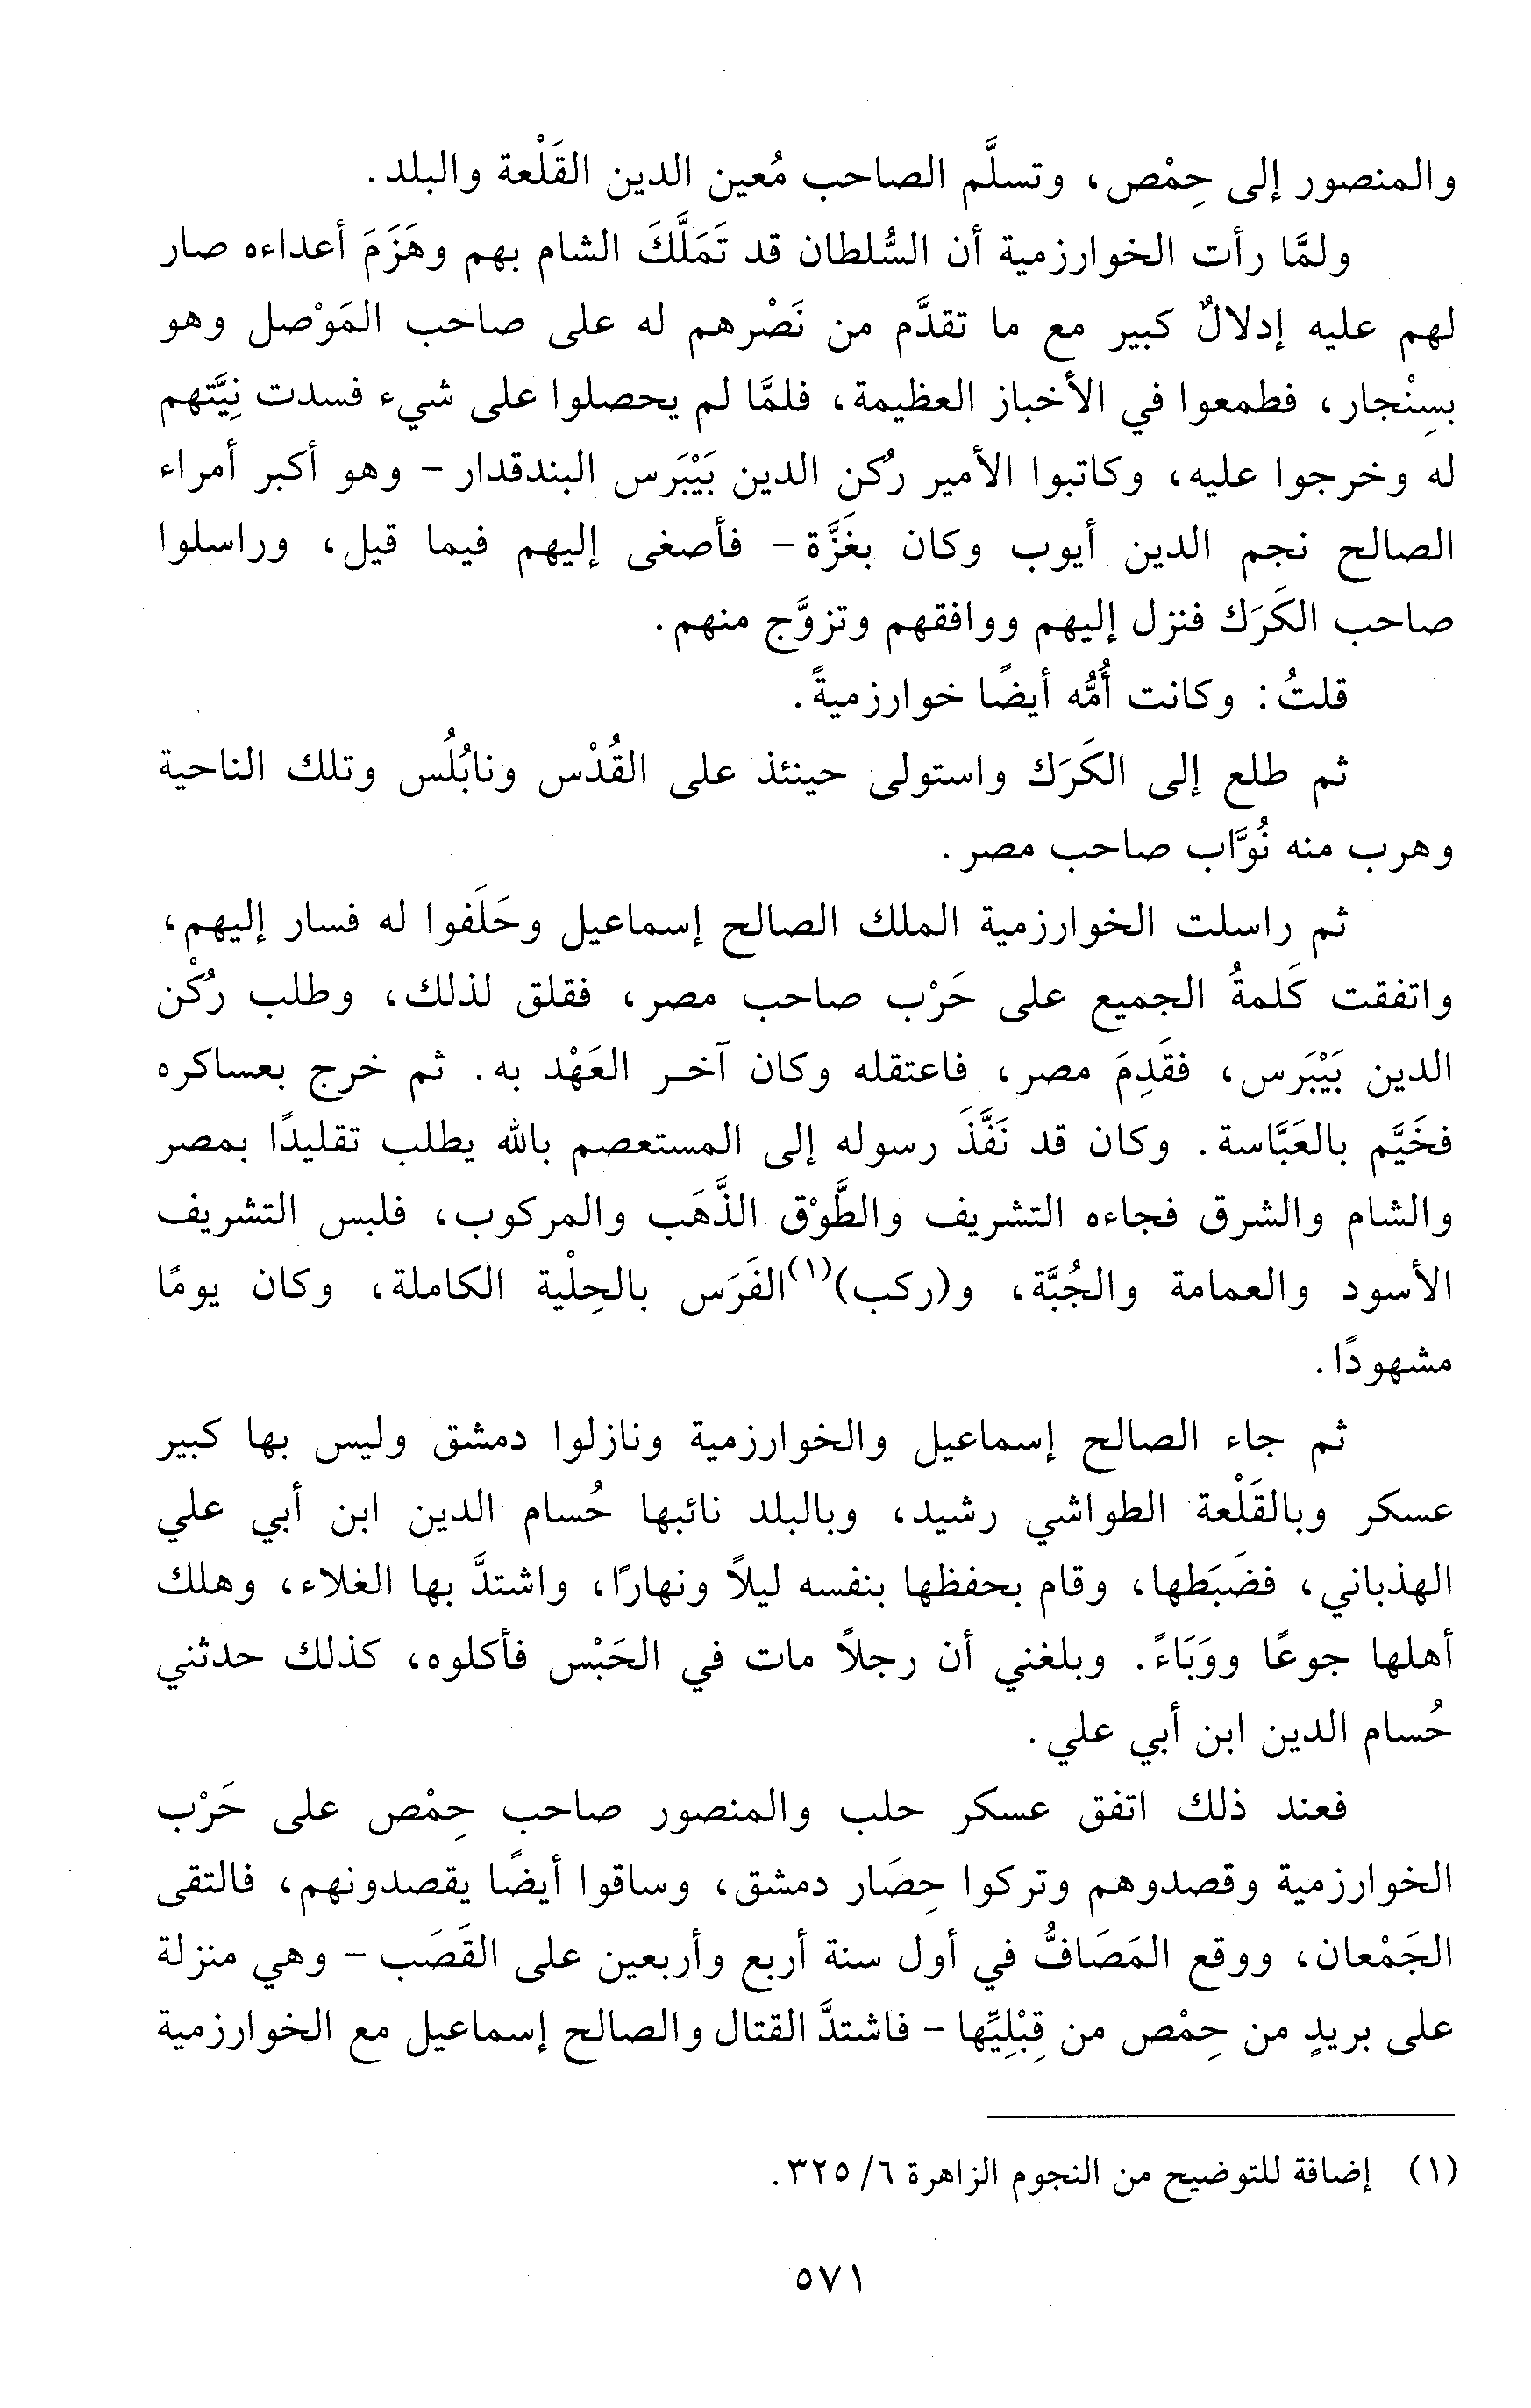 والمنصور إلى حِمْص، وتسلَّم الصاحب مُعين الدين القَلْعة والبلد.
ولمَّا رأت الخوارزمية أن السُّلطان قد تَمَلَّكَ الشام بهم وهَزَمَ أعداءه صار
لهم عليه إدلالٌ كبير مع ما تقدَّم من نَصْرهم له على صاحب المَوْصل وهو
بسِنْجار، فطمعوا في الأخباز العظيمة، فلمَّا لم يحصلوا على شيء فسدت نِيَّتهم
له وخرجوا عليه، وكاتبوا الأمير رُكن الدين بَيْبَرس البندقدار - وهو أكبر أمراء
الصالح نجم الدين أيوب وكان بغَزَّة - فأصغى إليهم فيما قيل، وراسلوا
صاحب الكَرَك فنزل إليهم ووافقهم وتزوَّج منهم.
قلتُ: وكانت أُمُّه أيضًا خوارزميةً.
ثم طلع إلى الكَرَك واستولى حينئذ على القُدْس ونابُلُس وتلك الناحية
وهرب منه نُوَّاب صاحب مصر.
ثم راسلت الخوارزمية الملك الصالح إسماعيل وحَلَفوا له فسار إليهم،
واتفقت كَلمةُ الجميع على حَرْب صاحب مصر، فقلق لذلك، وطلب رُكْن
الدين بَيْبَرس، فقَدِمَ مصر، فاعتقله وكان آخر العَهْد به. ثم خرج بعساكره
فخَيَّم بالعَبَّاسة. وكان قد نَفَّذَ رسوله إلى المستعصم بالله يطلب تقليدًا بمصر
والشام والشرق فجاءه التشريف والطَّوْق الذَّهَب والمركوب، فلبس التشريف
الأسود والعمامة والجُبَّة، و(ركب)(١) الفَرَس بالحِلْية الكاملة، وكان يومًا
مشهودًا.
ثم جاء الصالح إسماعيل والخوارزمية ونازلوا دمشق وليس بها كبير
عسكر وبالقَلْعة الطواشي رشيد، وبالبلد نائبها حُسام الدين ابن أبي علي
الهذباني، فضَبَطها، وقام بحفظها بنفسه ليلاً ونهارًا، واشتدَّ بها الغلاء، وهلك
أهلها جوعًا ووَبَاءً. وبلغني أن رجلاً مات في الحَبْس فأكلوه، كذلك حدثني
حُسام الدين ابن أبي علي.
فعند ذلك اتفق عسكر حلب والمنصور صاحب حِمْص على حَرْب
الخوارزمية وقصدوهم وتركوا حِصَار دمشق، وساقوا أيضًا يقصدونهم، فالتقى
الجَمْعان، ووقع المَصَافُّ في أول سنة أربع وأربعين على القَصَب - وهي منزلة
على بريدٍ من حِمْص من قِبْلِيِّها - فاشتدَّ القتال والصالح إسماعيل مع الخوارزمية
(١) إضافة للتوضيح من النجوم الزاهرة ٦/ ٣٢٥.
٥٧١